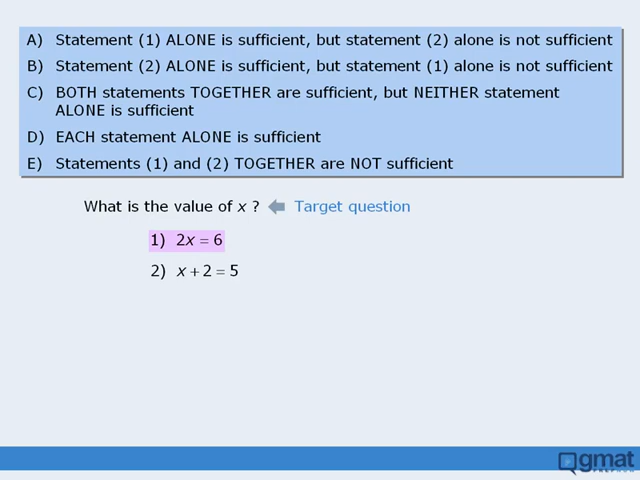 A) Statement (1) ALONE is sufficient, but statement (2) alone is not sufficient
B) Statement (2) ALONE is sufficient, but statement (1) alone is not sufficient
C) BOTH statements TOGETHER are sufficient, but NEITHER statement
ALONE is sufficient
D) EACH statement ALONE is sufficient
E) Statements (1) and (2) TOGETHER are NOT sufficient
What is the value of x ? Target question
1) 2x = 6
2) x + 2 = 5
gmat
PREPNOW